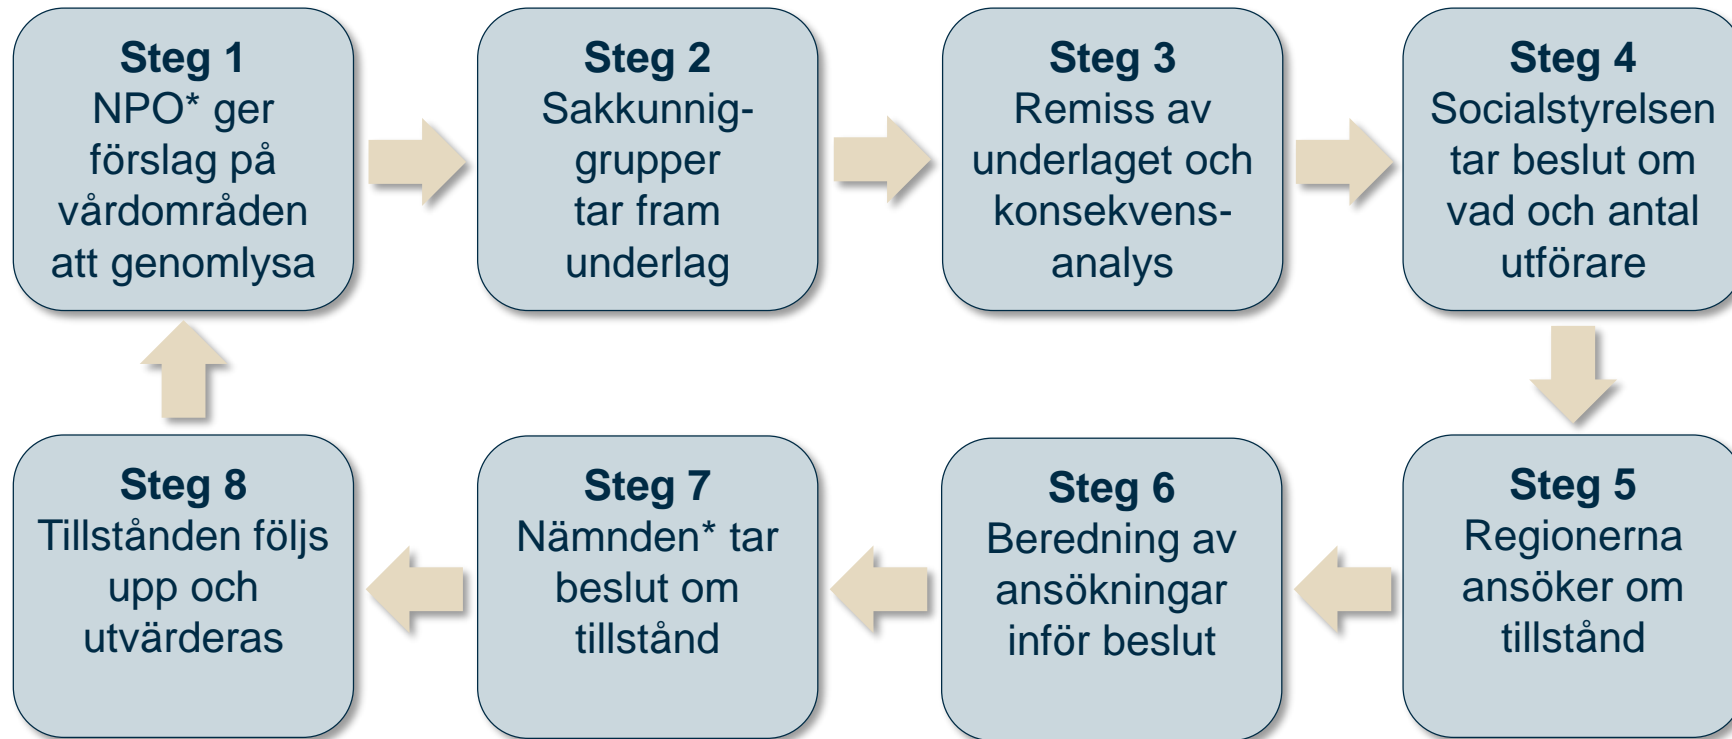 Steg 1
NPO* ger
förslag på
vårdområden
att genomlysa
Steg 2
Sakkunnig-
grupper
tar fram
underlag
Steg 3
Remiss av
underlaget och
konsekvens-
analys
Steg 4
Socialstyrelsen
tar beslut om
vad och antal
utförare
Steg 5
Regionerna
ansöker om
tillstånd
Steg 6
Beredning av
ansökningar
inför beslut
Steg 7
Nämnden* tar
beslut om
tillstånd
Steg 8
Tillstånden följs
upp och
utvärderas